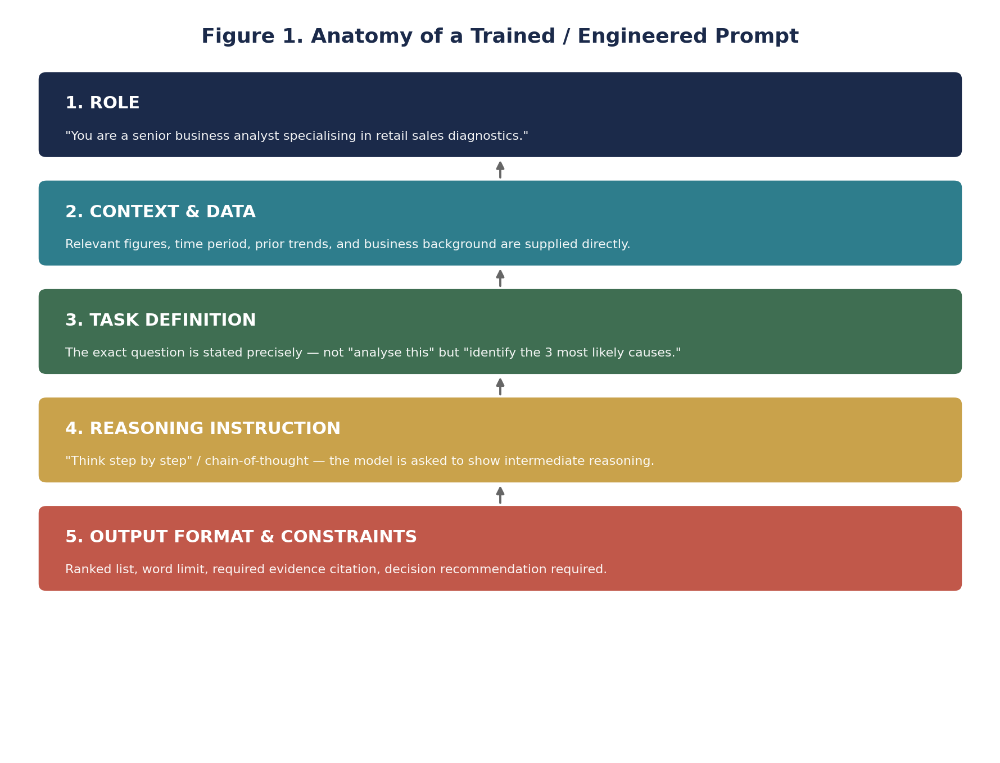 Figure 1. Anatomy of a Trained / Engineered Prompt
1. ROLE
"You are a senior business analyst specialising in retail sales diagnostics."
2. CONTEXT & DATA
Relevant figures, time period, prior trends, and business background are supplied directly.
3. TASK DEFINITION
The exact question is stated precisely — not "analyse this" but "identify the 3 most likely causes."
4. REASONING INSTRUCTION
"Think step by step" / chain-of-thought — the model is asked to show intermediate reasoning.
5. OUTPUT FORMAT & CONSTRAINTS
Ranked list, word limit, required evidence citation, decision recommendation required.